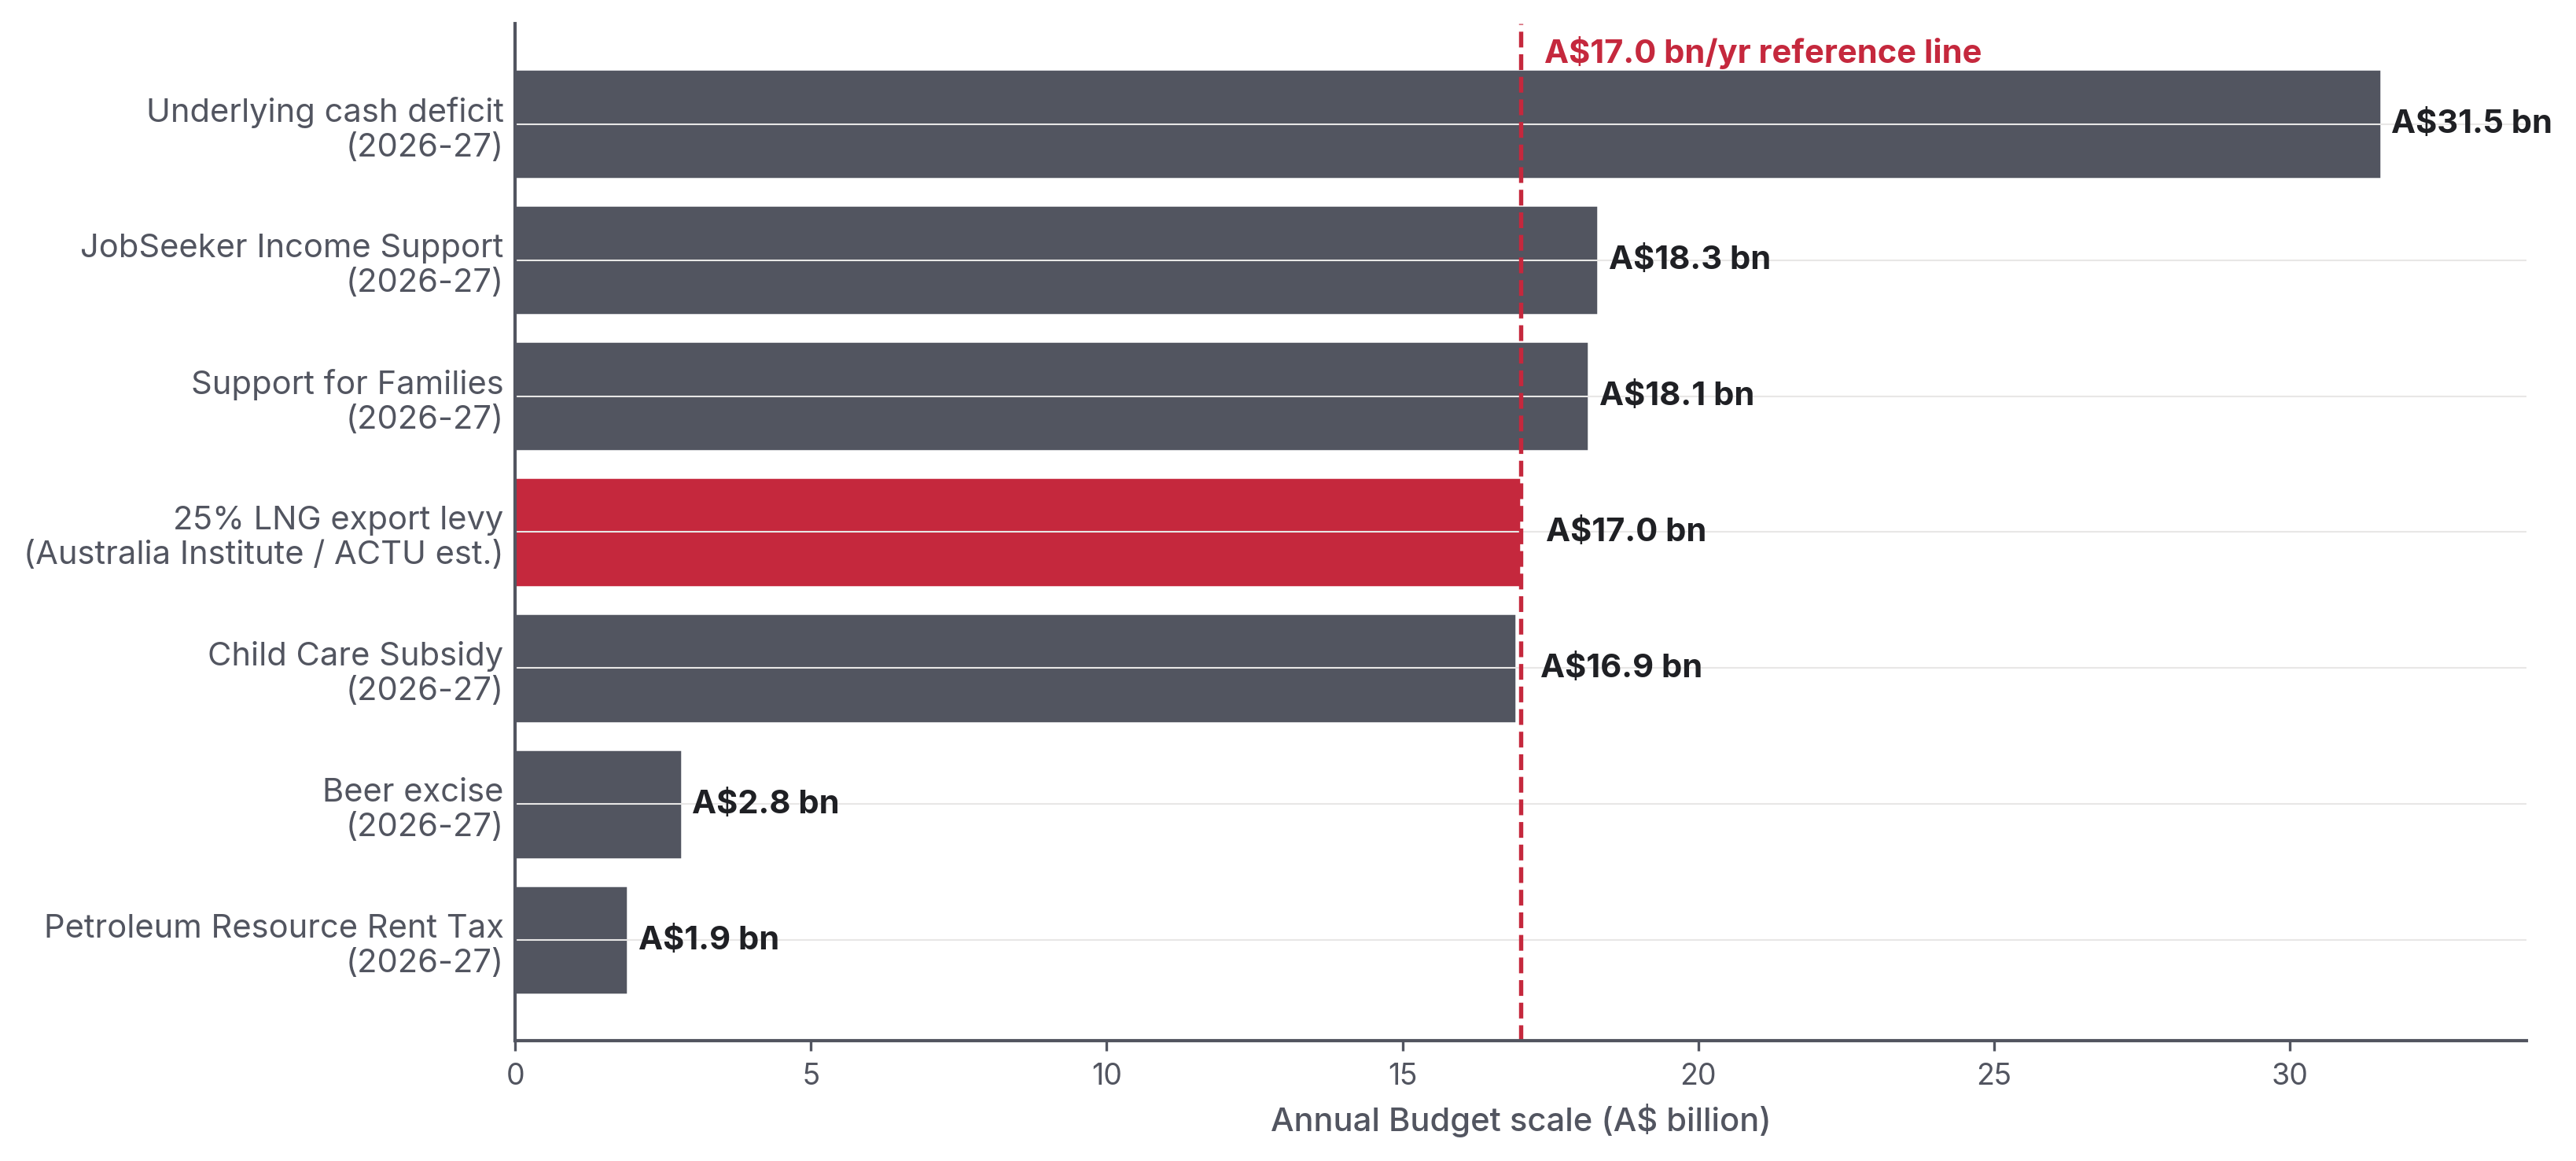 A$17.0 bn/yr reference line
Underlying cash deficit
(2026-27)
A$31.5 bn
JobSeeker Income Support
(2026-27)
A$18.3 bn
Support for Families
(2026-27)
A$18.1 bn
25% LNG export levy
(Australia Institute / ACTU est.)
A$17.0 bn
Child Care Subsidy
(2026-27)
A$16.9 bn
Beer excise
(2026-27)
A$2.8 bn
Petroleum Resource Rent Tax
(2026-27)
A$1.9 bn
0 5 10 15 20 25 30
Annual Budget scale (A$ billion)